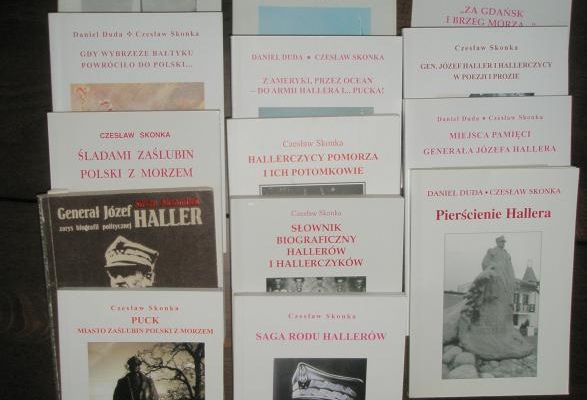 Daniel Duda ❖ Czesław Skonka
GDY WYBRZEŻE BAŁTYKU
POWRÓCIŁO DO POLSKI...
CZESŁAW SKONKA
ŚLADAMI ZAŚLUBIN
POLSKI Z MORZEM
Generał Józef
HALLER
zarys biografii politycznej
Czesław Skonka
PUCK
MIASTO ZAŚLUBIN POLSKI Z MORZEM
DANIEL DUDA • CZESŁAW SKONKA
Z AMERYKI, PRZEZ OCEAN
– DO ARMII HALLERA I... PUCKA!
Czesław Skonka
HALLERCZYCY POMORZA
I ICH POTOMKOWIE
Czesław Skonka
SŁOWNIK
BIOGRAFICZNY
HALLERÓW
I HALLERCZYKÓW
Czesław Skonka
SAGA RODU HALLERÓW
„ZA GDAŃSK
I BRZEG MORZA...”
Czesław Skonka
GEN. JÓZEF HALLER I HALLERCZYCY
W POEZJI I PROZIE
Daniel Duda • Czesław Skonka
MIEJSCA PAMIĘCI
GENERAŁA JÓZEFA HALLERA
DANIEL DUDA • CZESŁAW SKONKA
Pierścienie Hallera